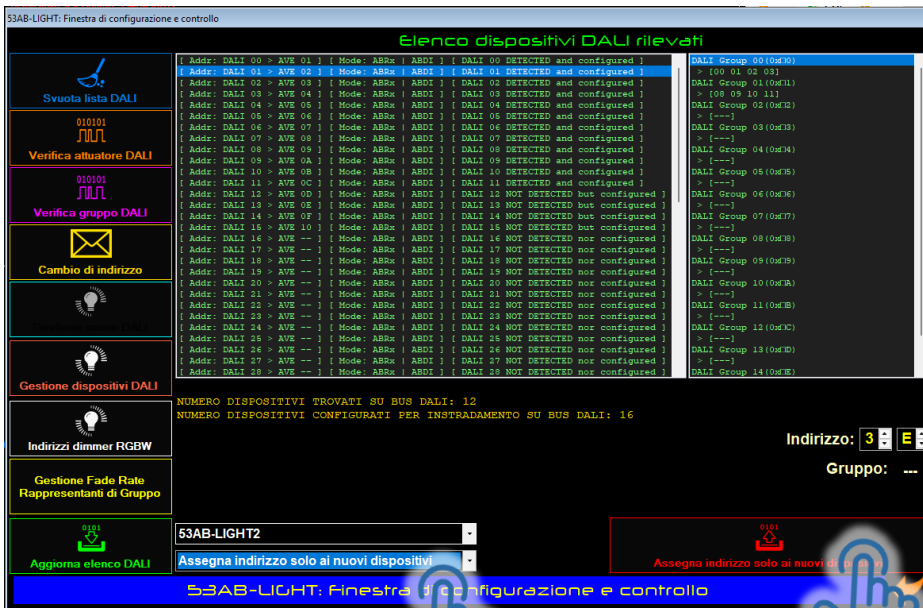 53AB-LIGHT: Finestra di configurazione e controllo
Elenco dispositivi DALI rilevati
Svuota lista DALI
010101
Verifica attuatore DALI
010101
Verifica gruppo DALI
Cambio di indirizzo
Gestione dispositivi DALI
Indirizzi dimmer RGBW
Gestione Fade Rate
Rappresentanti di Gruppo
0101
Aggiorna elenco DALI
[ Addr: DALI 00 > AVE 01 ] [ Mode: ABRx | ABDI ] [ DALI 00 DETECTED and configured ]
[ Addr: DALI 01 > AVE 02 ] [ Mode: ABRx | ABDI ] [ DALI 01 DETECTED and configured ]
[ Addr: DALI 02 > AVE 03 ] [ Mode: ABRx | ABDI ] [ DALI 02 DETECTED and configured ]
[ Addr: DALI 03 > AVE 04 ] [ Mode: ABRx | ABDI ] [ DALI 03 DETECTED and configured ]
[ Addr: DALI 04 > AVE 05 ] [ Mode: ABRx | ABDI ] [ DALI 04 DETECTED and configured ]
[ Addr: DALI 05 > AVE 06 ] [ Mode: ABRx | ABDI ] [ DALI 05 DETECTED and configured ]
[ Addr: DALI 06 > AVE 07 ] [ Mode: ABRx | ABDI ] [ DALI 06 DETECTED and configured ]
[ Addr: DALI 07 > AVE 08 ] [ Mode: ABRx | ABDI ] [ DALI 07 DETECTED and configured ]
[ Addr: DALI 08 > AVE 09 ] [ Mode: ABRx | ABDI ] [ DALI 08 DETECTED and configured ]
[ Addr: DALI 09 > AVE 0A ] [ Mode: ABRx | ABDI ] [ DALI 09 DETECTED and configured ]
[ Addr: DALI 10 > AVE 0B ] [ Mode: ABRx | ABDI ] [ DALI 10 DETECTED and configured ]
[ Addr: DALI 11 > AVE 0C ] [ Mode: ABRx | ABDI ] [ DALI 11 DETECTED and configured ]
[ Addr: DALI 12 > AVE 0D ] [ Mode: ABRx | ABDI ] [ DALI 12 NOT DETECTED but configured ]
[ Addr: DALI 13 > AVE 0E ] [ Mode: ABRx | ABDI ] [ DALI 13 NOT DETECTED but configured ]
[ Addr: DALI 14 > AVE 0F ] [ Mode: ABRx | ABDI ] [ DALI 14 NOT DETECTED but configured ]
[ Addr: DALI 15 > AVE 10 ] [ Mode: ABRx | ABDI ] [ DALI 15 NOT DETECTED but configured ]
[ Addr: DALI 16 > AVE -- ] [ Mode: ABRx | ABDI ] [ DALI 16 NOT DETECTED nor configured ]
[ Addr: DALI 17 > AVE -- ] [ Mode: ABRx | ABDI ] [ DALI 17 NOT DETECTED nor configured ]
[ Addr: DALI 18 > AVE -- ] [ Mode: ABRx | ABDI ] [ DALI 18 NOT DETECTED nor configured ]
[ Addr: DALI 19 > AVE -- ] [ Mode: ABRx | ABDI ] [ DALI 19 NOT DETECTED nor configured ]
[ Addr: DALI 20 > AVE -- ] [ Mode: ABRx | ABDI ] [ DALI 20 NOT DETECTED nor configured ]
[ Addr: DALI 21 > AVE -- ] [ Mode: ABRx | ABDI ] [ DALI 21 NOT DETECTED nor configured ]
[ Addr: DALI 22 > AVE -- ] [ Mode: ABRx | ABDI ] [ DALI 22 NOT DETECTED nor configured ]
[ Addr: DALI 23 > AVE -- ] [ Mode: ABRx | ABDI ] [ DALI 23 NOT DETECTED nor configured ]
[ Addr: DALI 24 > AVE -- ] [ Mode: ABRx | ABDI ] [ DALI 24 NOT DETECTED nor configured ]
[ Addr: DALI 25 > AVE -- ] [ Mode: ABRx | ABDI ] [ DALI 25 NOT DETECTED nor configured ]
[ Addr: DALI 26 > AVE -- ] [ Mode: ABRx | ABDI ] [ DALI 26 NOT DETECTED nor configured ]
[ Addr: DALI 27 > AVE -- ] [ Mode: ABRx | ABDI ] [ DALI 27 NOT DETECTED nor configured ]
[ Addr: DALI 28 > AVE -- ] [ Mode: ABRx | ABDI ] [ DALI 28 NOT DETECTED nor configured ]
DALI Group 00(0xD0)
> [00 01 02 03]
DALI Group 01(0xD1)
> [08 09 10 11]
DALI Group 02(0xD2)
> [---]
DALI Group 03(0xD3)
> [---]
DALI Group 04(0xD4)
> [---]
DALI Group 05(0xD5)
> [---]
DALI Group 06(0xD6)
> [---]
DALI Group 07(0xD7)
> [---]
DALI Group 08(0xD8)
> [---]
DALI Group 09(0xD9)
> [---]
DALI Group 10(0xDA)
> [---]
DALI Group 11(0xDB)
> [---]
DALI Group 12(0xDC)
> [---]
DALI Group 13(0xDD)
> [---]
DALI Group 14(0xDE)
NUMERO DISPOSITIVI TROVATI SU BUS DALI: 12
NUMERO DISPOSITIVI CONFIGURATI PER INSTRADAMENTO SU BUS DALI: 16
Indirizzo: 3 E
Gruppo: ---
53AB-LIGHT2
Assegna indirizzo solo ai nuovi dispositivi
0101
Assegna indirizzo solo ai nuovi dispositivi
53AB-LIGHT: Finestra di configurazione e controllo